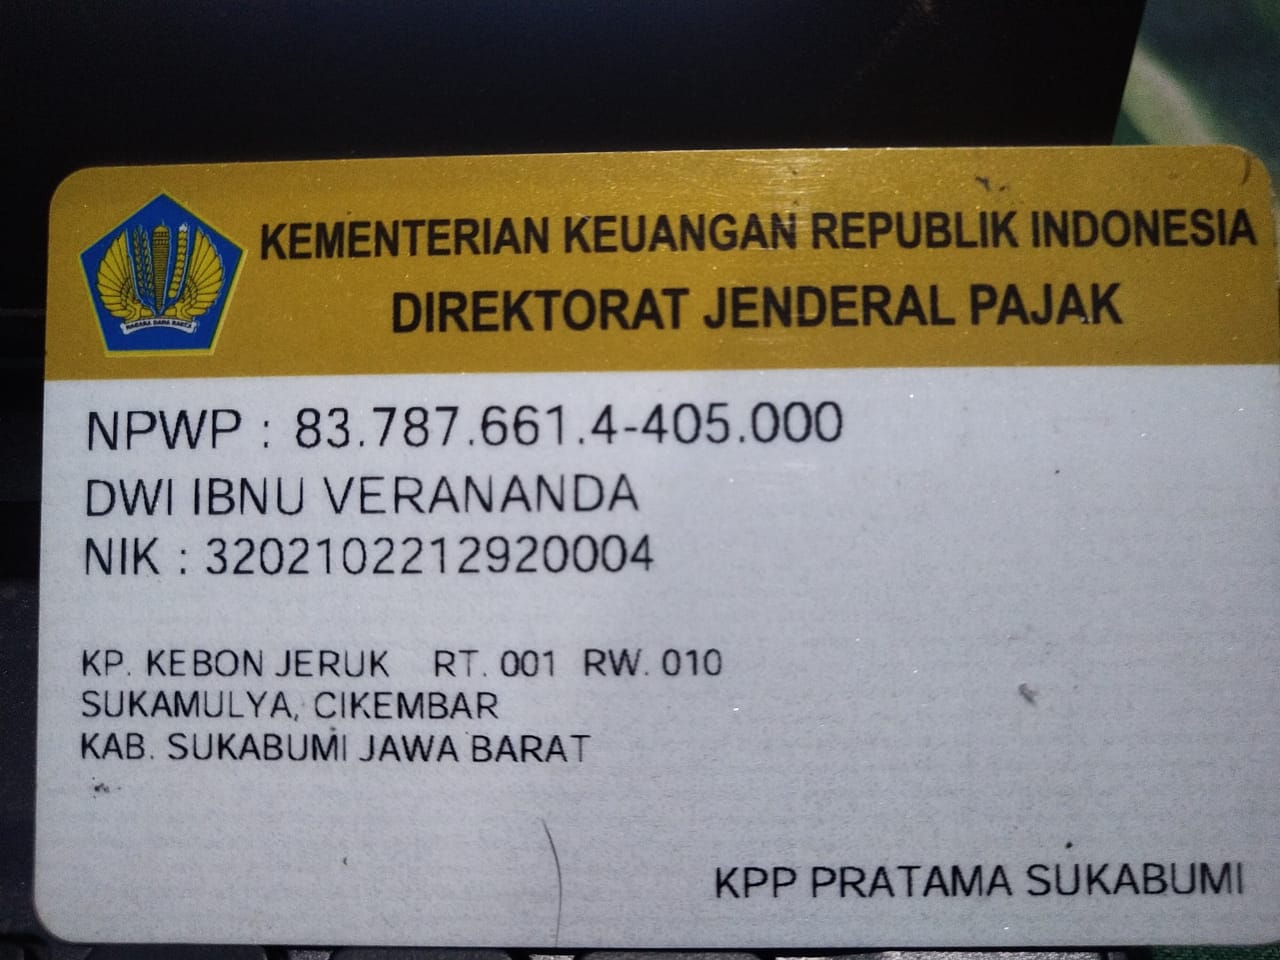 KEMENTERIAN KEUANGAN REPUBLIK INDONESIA
DIREKTORAT JENDERAL PAJAK
NAGARA DANA RAKCA
NPWP : 83.787.661.4-405.000
DWI IBNU VERANANDA
NIK : 3202102212920004
KP. KEBON JERUK RT. 001 RW. 010
SUKAMULYA, CIKEMBAR
KAB. SUKABUMI JAWA BARAT
KPP PRATAMA SUKABUMI